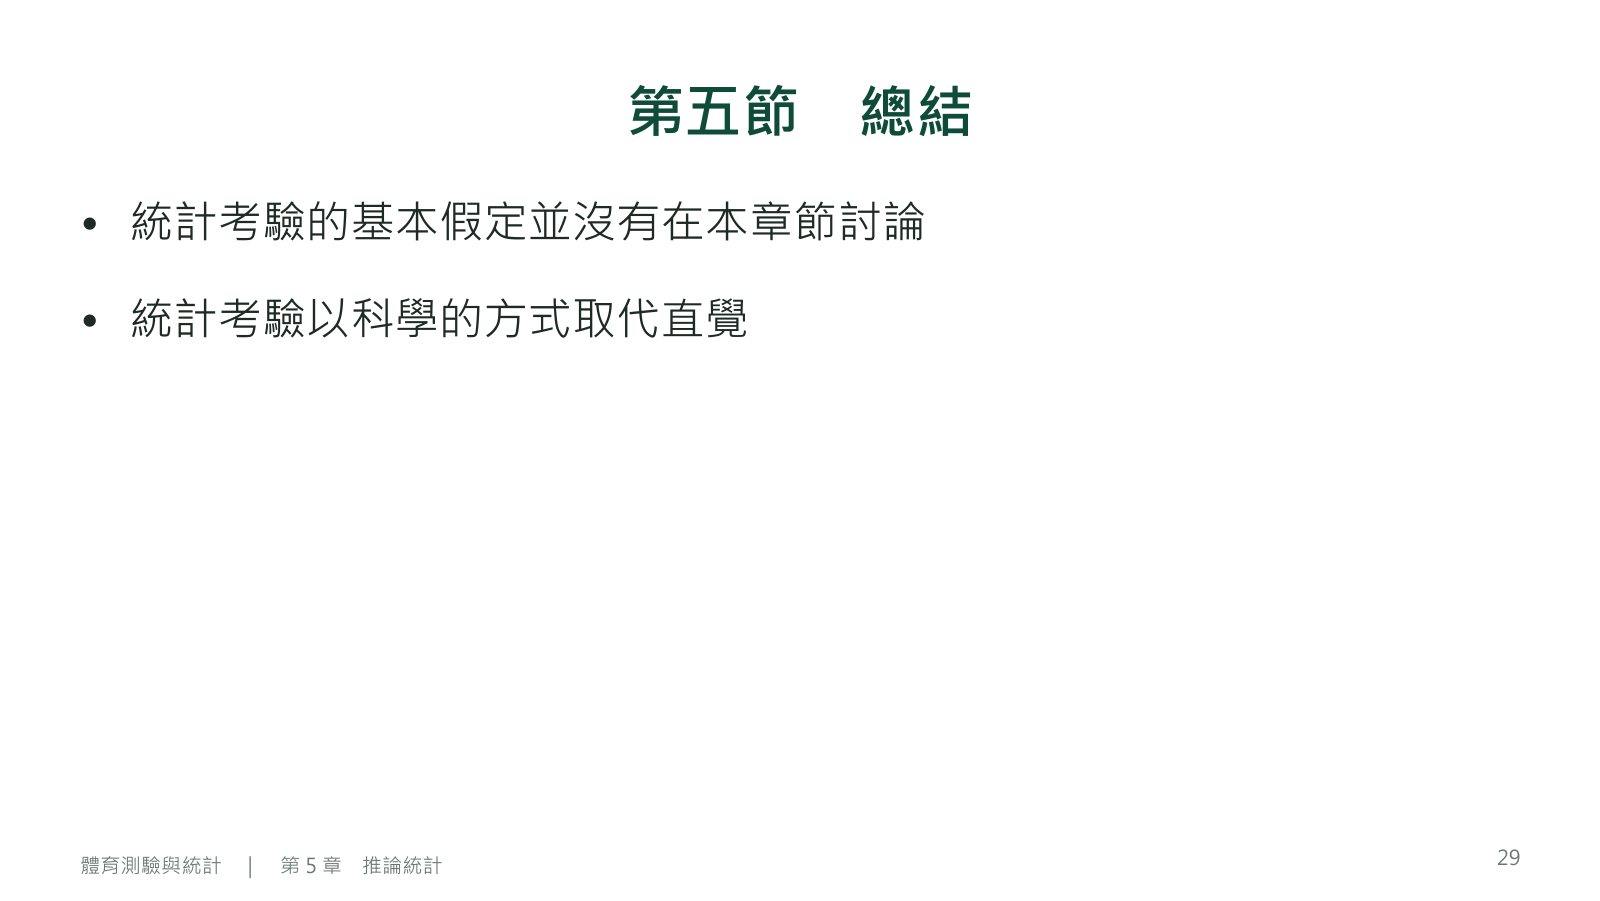 第五節　總結
• 統計考驗的基本假定並沒有在本章節討論
• 統計考驗以科學的方式取代直覺
體育測驗與統計　|　第 5 章　推論統計
29